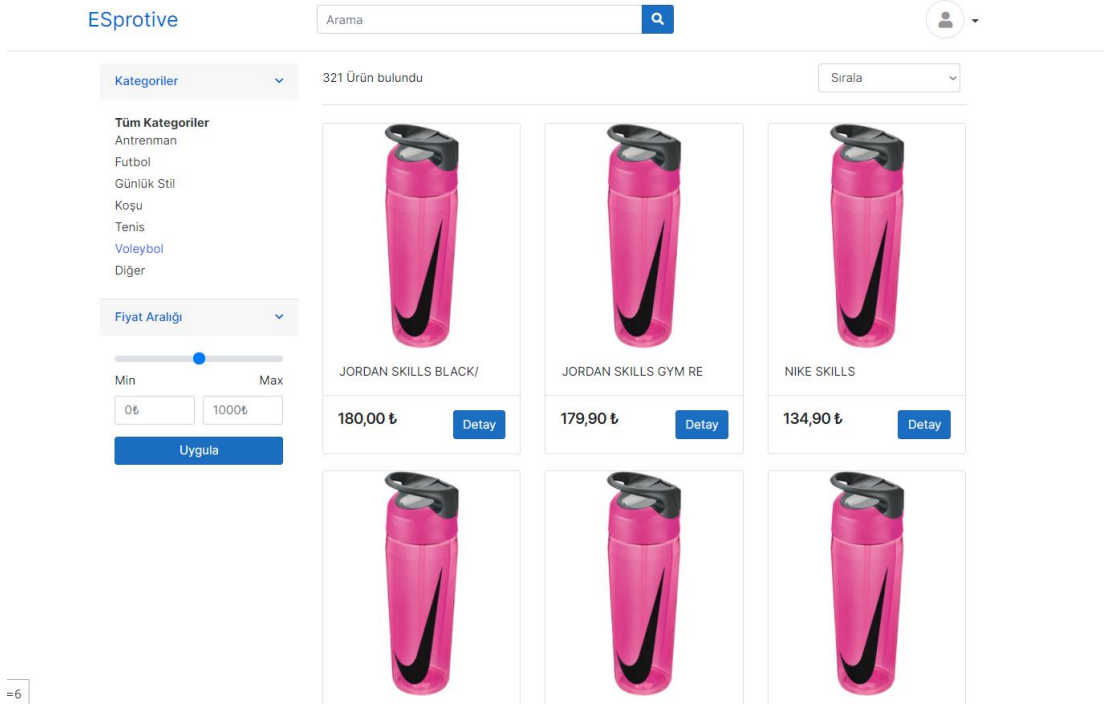 ESprotive
Arama
Kategoriler
321 Ürün bulundu
Sırala
Tüm Kategoriler
Antrenman
Futbol
Günlük Stil
Koşu
Tenis
Voleybol
Diğer
Fiyat Aralığı
Min Max
0₺ 1000₺
Uygula
JORDAN SKILLS BLACK/
180,00 ₺ Detay
JORDAN SKILLS GYM RE
179,90 ₺ Detay
NIKE SKILLS
134,90 ₺ Detay
=6